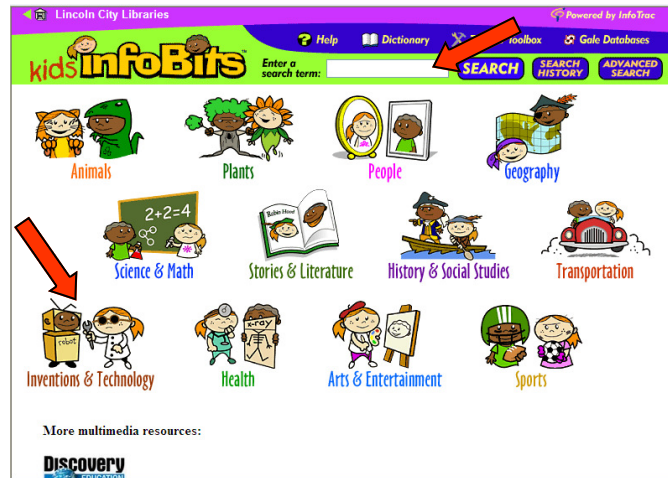 Lincoln City Libraries
Powered by InfoTrac
Help
Dictionary
Toolbox
Gale Databases
kids InfoBits
Enter a
search term:
SEARCH
SEARCH
HISTORY
ADVANCED
SEARCH
Animals
Plants
People
Geography
2+2=4
Robin Hood
Science & Math
Stories & Literature
History & Social Studies
Transportation
robot
x-ray
Inventions & Technology
Health
Arts & Entertainment
Sports
More multimedia resources:
Discovery
EDUCATION